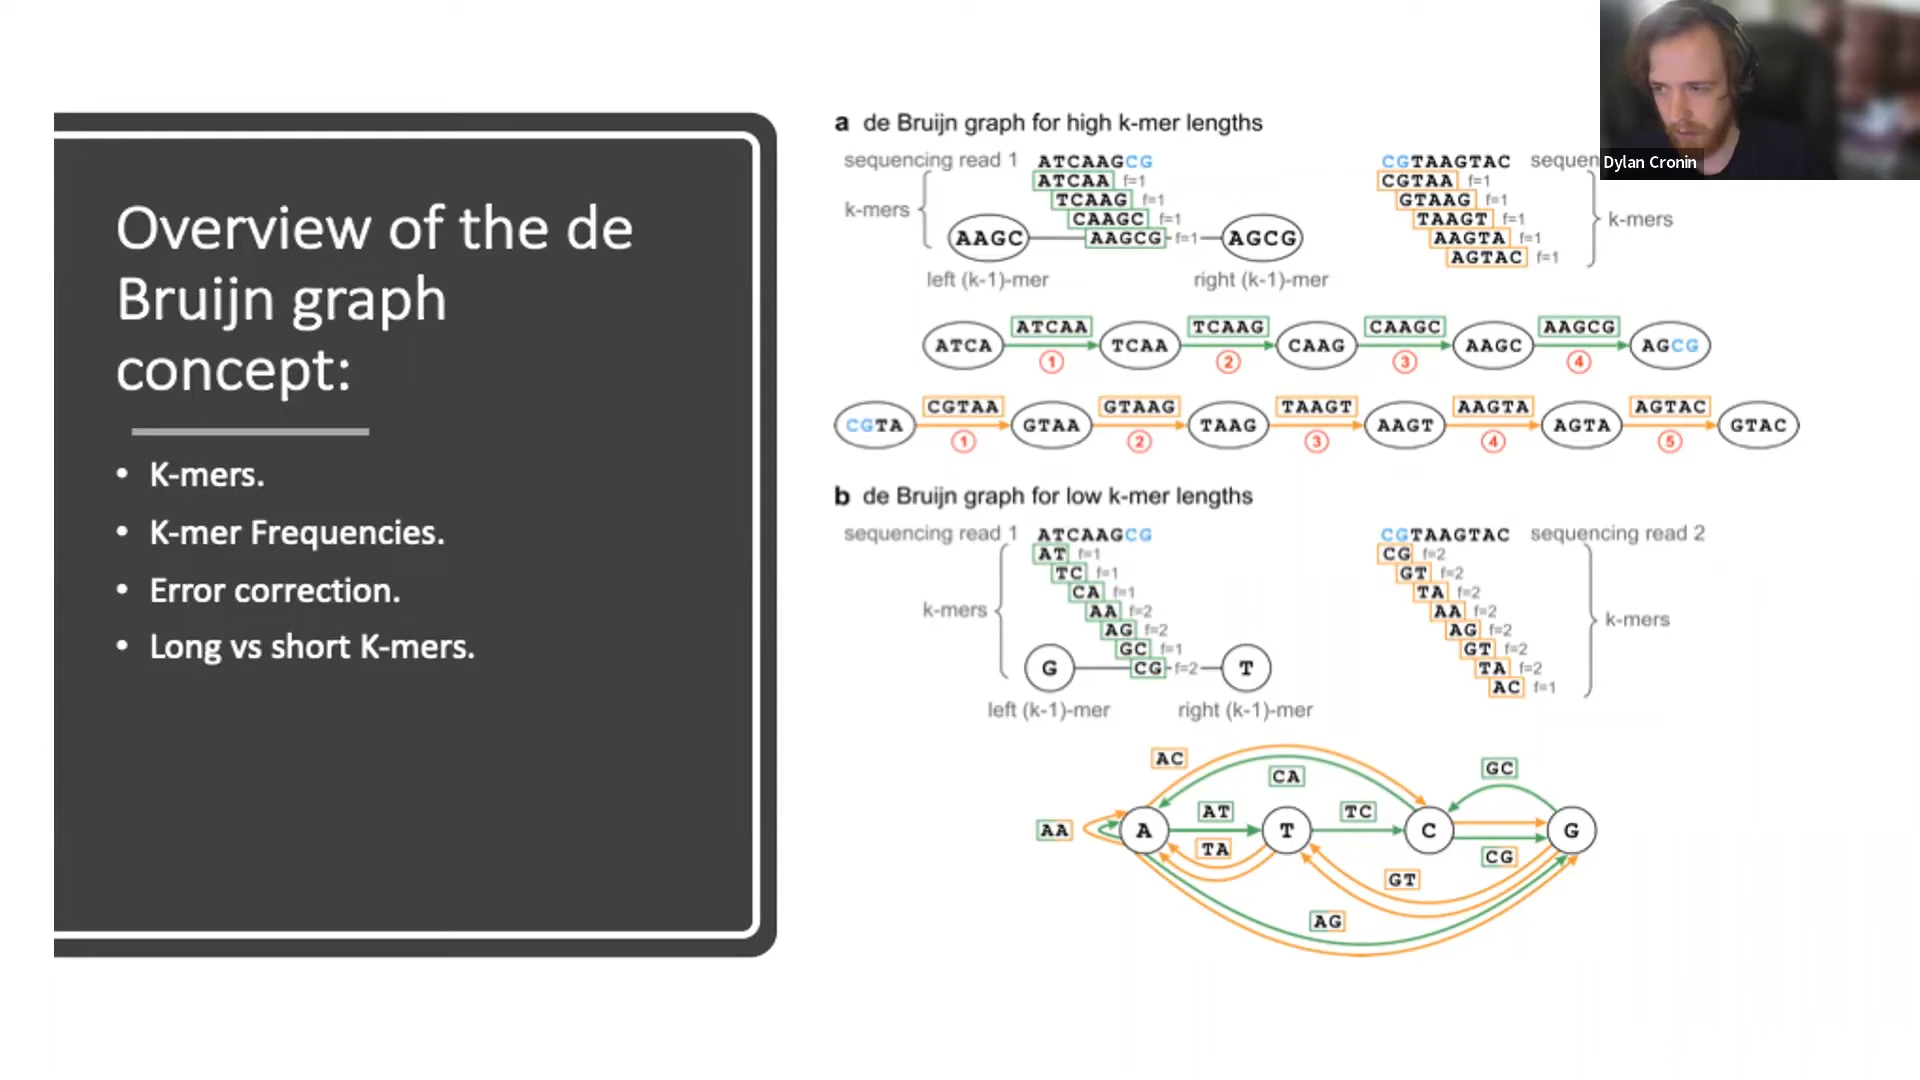 Overview of the de
Bruijn graph
concept:
• K-mers.
• K-mer Frequencies.
• Error correction.
• Long vs short K-mers.
Dylan Cronin
a de Bruijn graph for high k-mer lengths
sequencing read 1 ATCAAGCG
k-mers
ATCAA f=1
TCAAG f=1
CAAGC f=1
AAGC AAGCG f=1 AGCG
left (k-1)-mer right (k-1)-mer
CGTAAGTAC sequen
CGTAA f=1
GTAAG f=1
TAAGT f=1
k-mers
AAGTA f=1
AGTAC f=1
ATCAA TCAAG CAAGC AAGCG
ATCA TCAA CAAG AAGC AGCG
1 2 3 4
CGTAA GTAAG TAAGT AAGTA AGTAC
CGTA GTAA TAAG AAGT AGTA GTAC
1 2 3 4 5
b de Bruijn graph for low k-mer lengths
sequencing read 1 ATCAAGCG
AT f=1
TC f=1
CA f=1
k-mers
AA f=2
AG f=2
GC f=1
G CG f=2 T
left (k-1)-mer right (k-1)-mer
CGTAAGTAC sequencing read 2
CG f=2
GT f=2
TA f=2
AA f=2
k-mers
AG f=2
GT f=2
TA f=2
AC f=1
AC
CA
GC
AT
TC
AA
A T C G
TA
CG
GT
AG